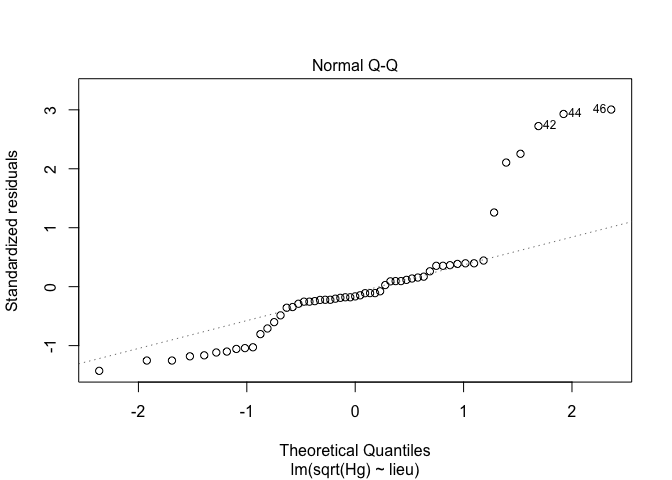 Normal Q-Q
Standardized residuals
3
2
1
0
-1
46
44
42
-2 -1 0 1 2
Theoretical Quantiles
lm(sqrt(Hg) ~ lieu)